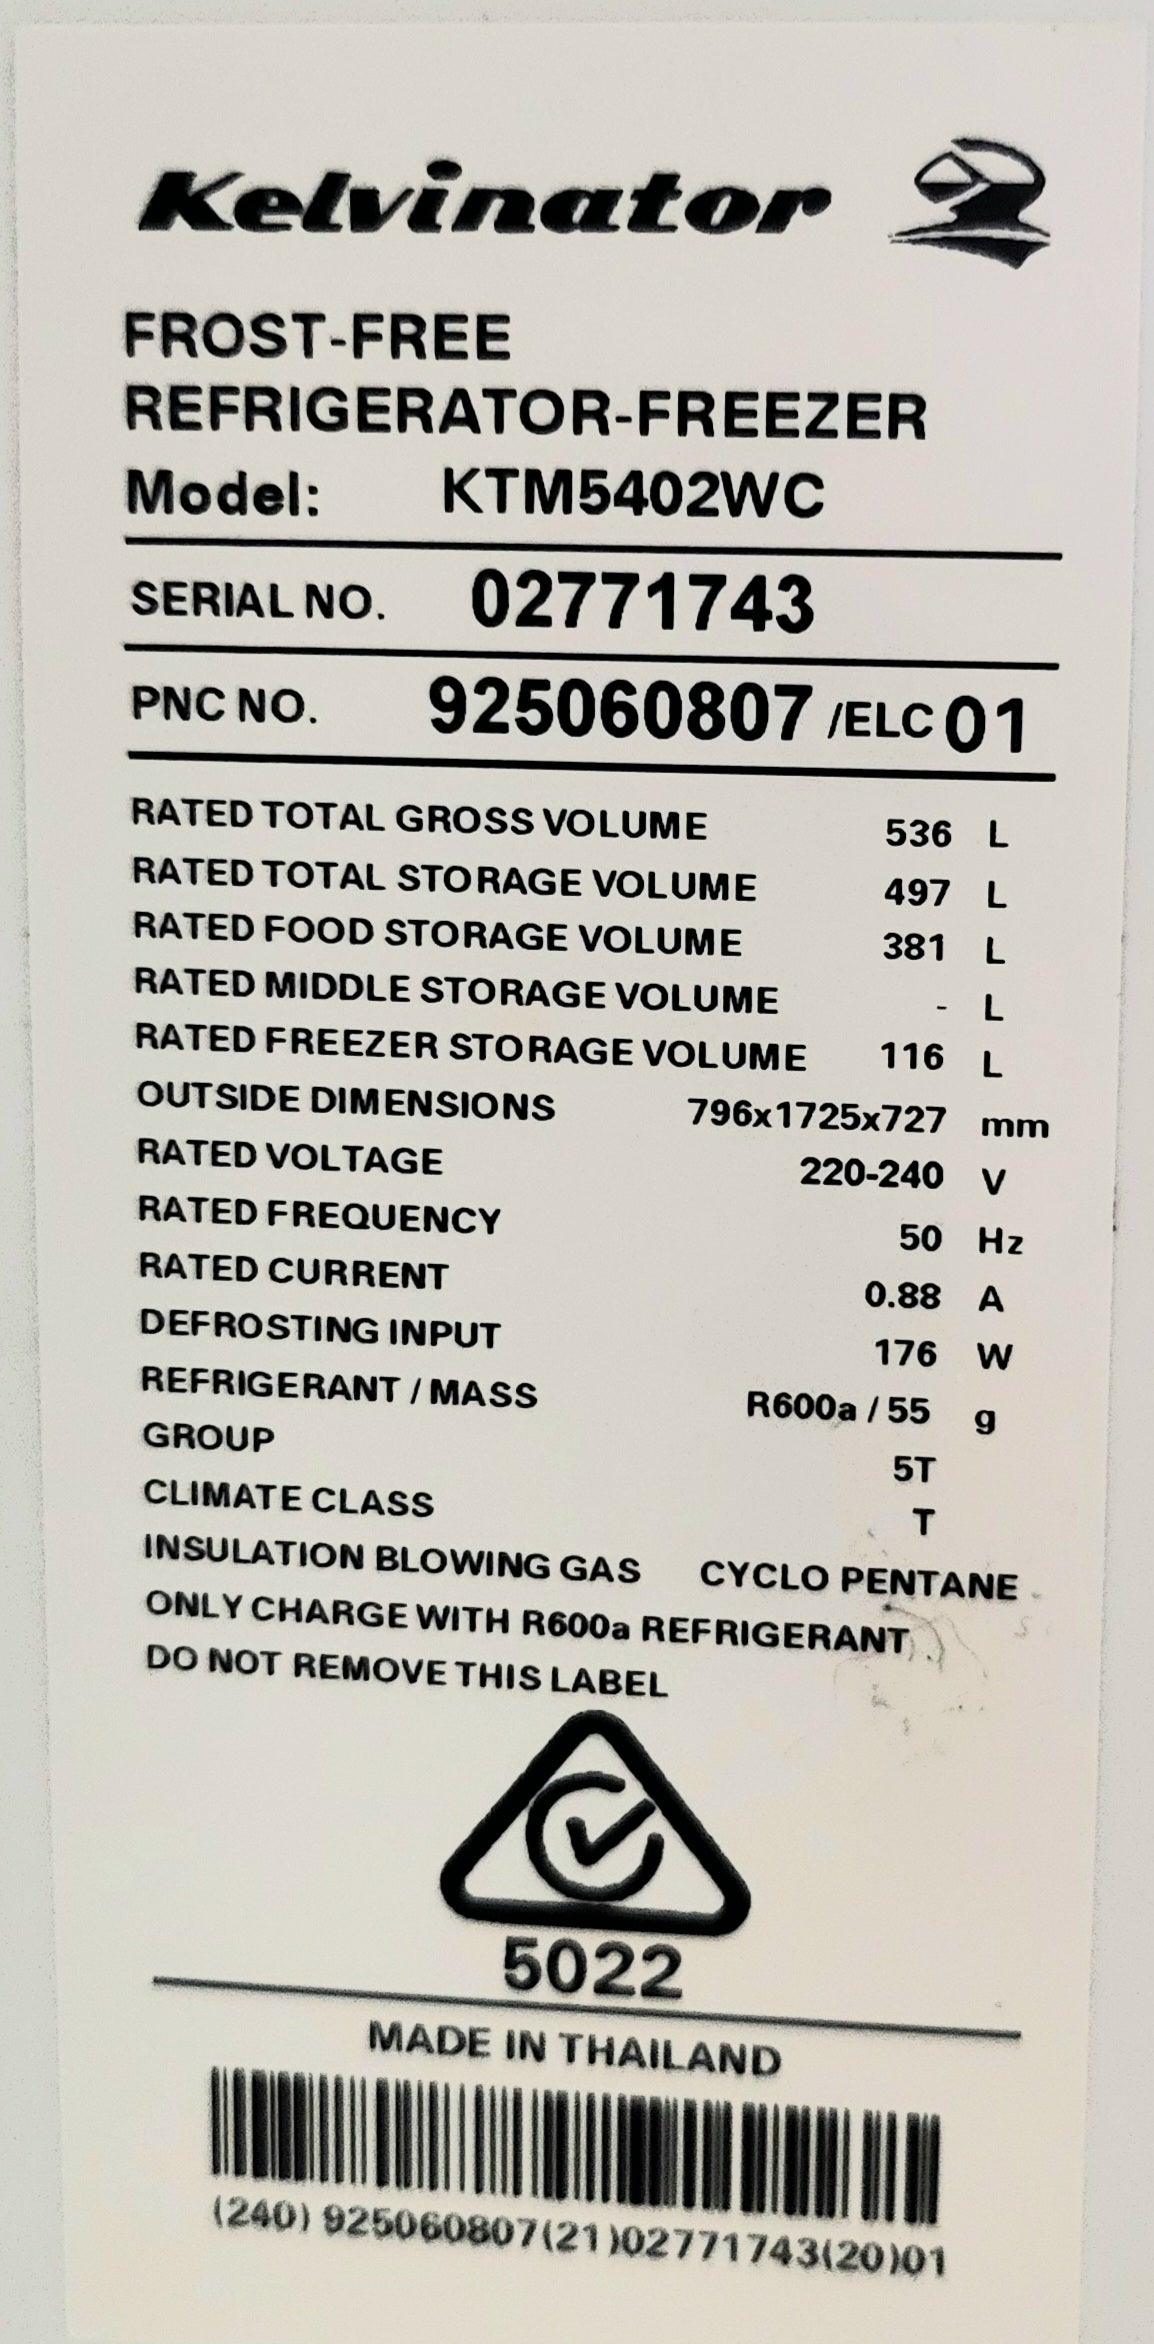 Kelvinator
FROST-FREE
REFRIGERATOR-FREEZER
Model: KTM5402WC
SERIAL NO. 02771743
PNC NO. 925060807 /ELC 01
RATED TOTAL GROSS VOLUME 536 L
RATED TOTAL STORAGE VOLUME 497 L
RATED FOOD STORAGE VOLUME 381 L
RATED MIDDLE STORAGE VOLUME - L
RATED FREEZER STORAGE VOLUME 116 L
OUTSIDE DIMENSIONS 796x1725x727 mm
RATED VOLTAGE 220-240 V
RATED FREQUENCY 50 Hz
RATED CURRENT 0.88 A
DEFROSTING INPUT 176 W
REFRIGERANT / MASS R600a / 55 g
GROUP 5T
CLIMATE CLASS T
INSULATION BLOWING GAS CYCLO PENTANE
ONLY CHARGE WITH R600a REFRIGERANT
DO NOT REMOVE THIS LABEL
5022
MADE IN THAILAND
(240) 925060807(21)02771743(20)01